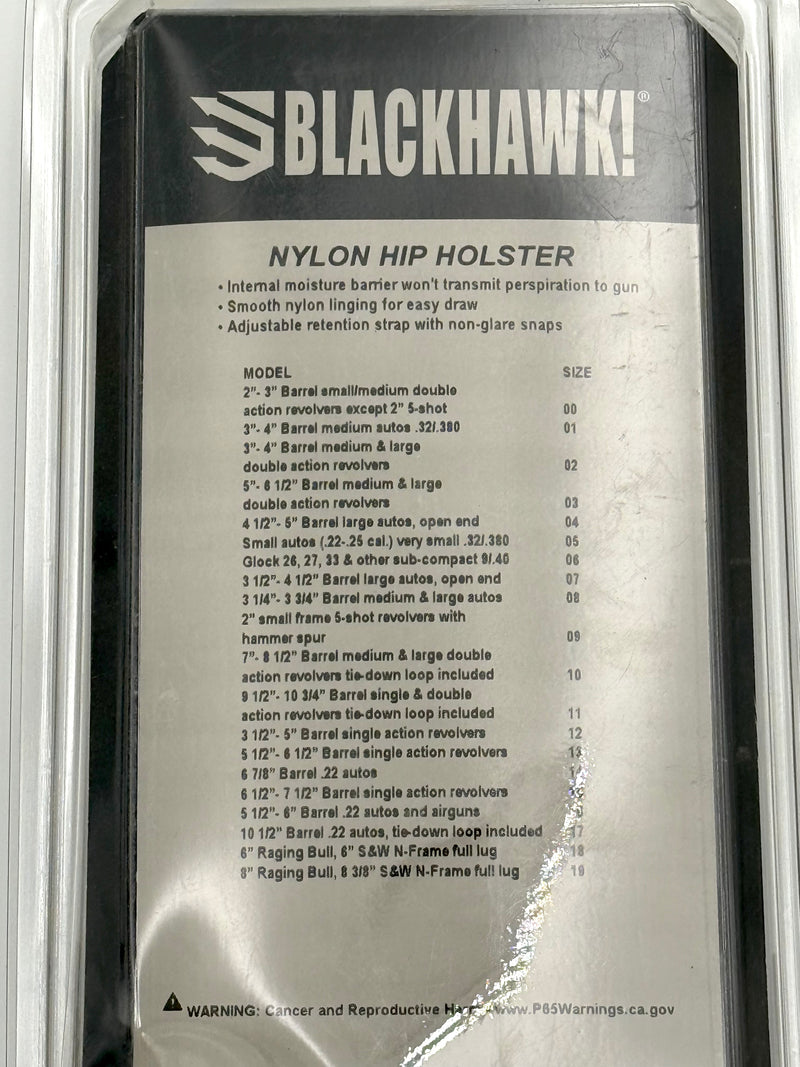 BLACKHAWK!®
NYLON HIP HOLSTER
• Internal moisture barrier won't transmit perspiration to gun
• Smooth nylon linging for easy draw
• Adjustable retention strap with non-glare snaps
MODEL SIZE
2”- 3” Barrel small/medium double
action revolvers except 2” 5-shot 00
3”- 4” Barrel medium autos .32/.380 01
3”- 4” Barrel medium & large
double action revolvers 02
5”- 6 1/2” Barrel medium & large
double action revolvers 03
4 1/2”- 5” Barrel large autos, open end 04
Small autos (.22-.25 cal.) very small .32/.380 05
Glock 26, 27, 33 & other sub-compact 9/.40 06
3 1/2”- 4 1/2” Barrel large autos, open end 07
3 1/4”- 3 3/4” Barrel medium & large autos 08
2” small frame 5-shot revolvers with
hammer spur 09
7”- 8 1/2” Barrel medium & large double
action revolvers tie-down loop included 10
9 1/2”- 10 3/4” Barrel single & double
action revolvers tie-down loop included 11
3 1/2”- 5” Barrel single action revolvers 12
5 1/2”- 6 1/2” Barrel single action revolvers 13
6 7/8” Barrel .22 autos
6 1/2”- 7 1/2” Barrel single action revolvers
5 1/2”- 6” Barrel .22 autos and airguns
10 1/2” Barrel .22 autos, tie-down loop included 17
6” Raging Bull, 6” S&W N-Frame full lug 18
8” Raging Bull, 8 3/8” S&W N-Frame full lug 19
WARNING: Cancer and Reproductive www.P65Warnings.ca.gov